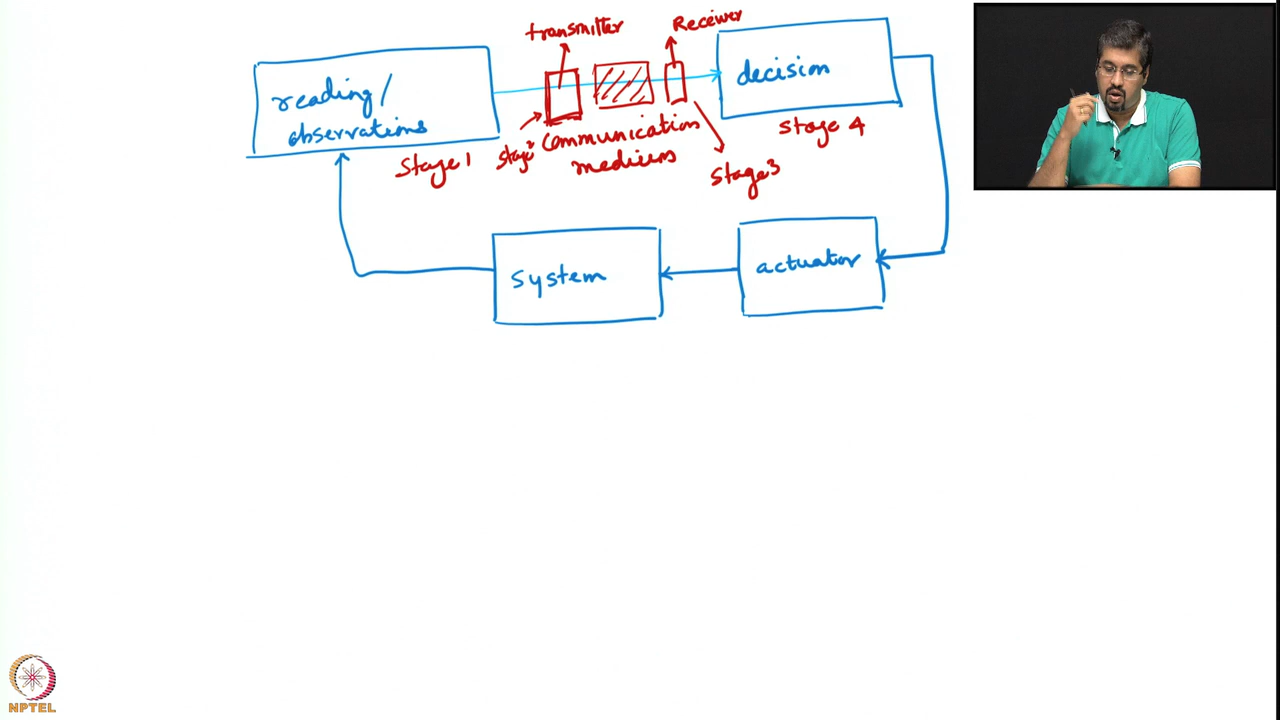 transmitter
Receiver
reading/
observations
decision
Stage 1
Stage 2
Communication
medium
Stage 3
Stage 4
system
actuator
NPTEL